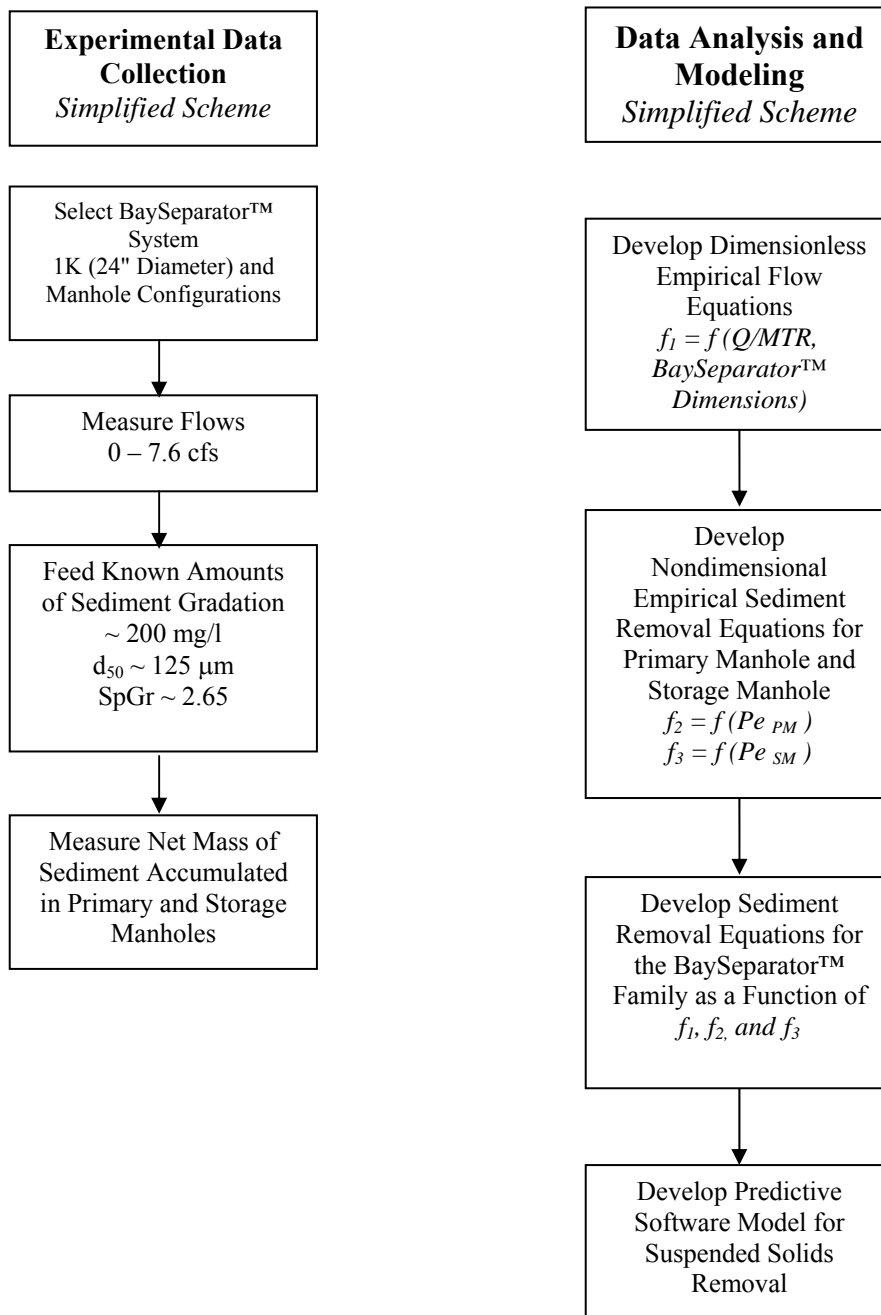 Experimental Data
Collection
Simplified Scheme
Select BaySeparator™
System
1K (24" Diameter) and
Manhole Configurations
Measure Flows
0 – 7.6 cfs
Feed Known Amounts
of Sediment Gradation
~ 200 mg/l
d50 ~ 125 μm
SpGr ~ 2.65
Measure Net Mass of
Sediment Accumulated
in Primary and Storage
Manholes
Data Analysis and
Modeling
Simplified Scheme
Develop Dimensionless
Empirical Flow
Equations
f1 = f (Q/MTR,
BaySeparator™
Dimensions)
Develop
Nondimensional
Empirical Sediment
Removal Equations for
Primary Manhole and
Storage Manhole
f2 = f (Pe PM )
f3 = f (Pe SM )
Develop Sediment
Removal Equations for
the BaySeparator™
Family as a Function of
f1, f2, and f3
Develop Predictive
Software Model for
Suspended Solids
Removal